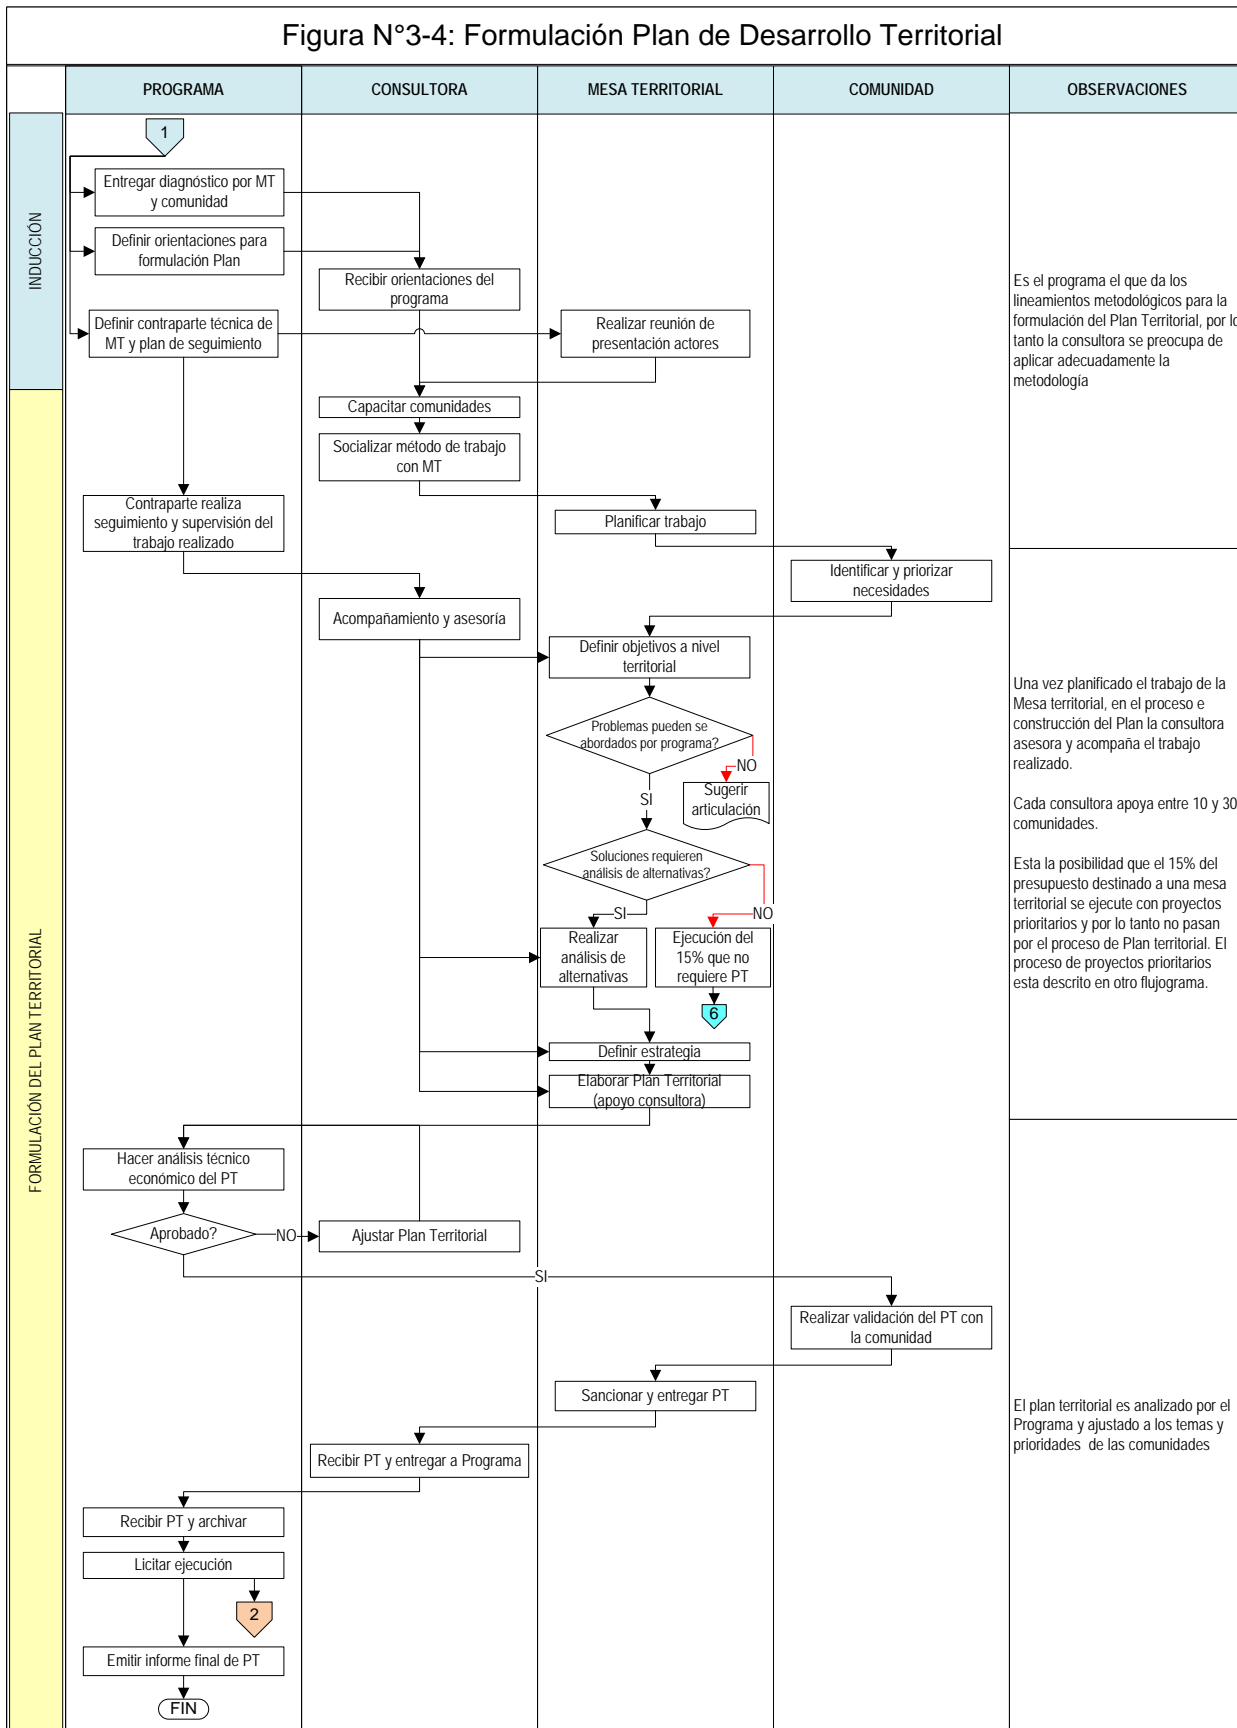 Figura N°3-4: Formulación Plan de Desarrollo Territorial
PROGRAMA
CONSULTORA
MESA TERRITORIAL
COMUNIDAD
OBSERVACIONES
INDUCCIÓN
1
Entregar diagnóstico por MT
y comunidad
Definir orientaciones para
formulación Plan
Recibir orientaciones del
programa
Definir contraparte técnica de
MT y plan de seguimiento
Realizar reunión de
presentación actores
Es el programa el que da los
lineamientos metodológicos para la
formulación del Plan Territorial, por lo
tanto la consultora se preocupa de
aplicar adecuadamente la
metodología
FORMULACIÓN DEL PLAN TERRITORIAL
Capacitar comunidades
Socializar método de trabajo
con MT
Contraparte realiza
seguimiento y supervisión del
trabajo realizado
Planificar trabajo
Identificar y priorizar
necesidades
Acompañamiento y asesoría
Definir objetivos a nivel
territorial
Problemas pueden se
abordados por programa?
NO
Sugerir
articulación
SI
Soluciones requieren
análisis de alternativas?
SI
NO
Realizar
análisis de
alternativas
Ejecución del
15% que no
requiere PT
6
Definir estrategia
Elaborar Plan Territorial
(apoyo consultora)
Una vez planificado el trabajo de la
Mesa territorial, en el proceso e
construcción del Plan la consultora
asesora y acompaña el trabajo
realizado.
Cada consultora apoya entre 10 y 30
comunidades.
Esta la posibilidad que el 15% del
presupuesto destinado a una mesa
territorial se ejecute con proyectos
prioritarios y por lo tanto no pasan
por el proceso de Plan territorial. El
proceso de proyectos prioritarios
esta descrito en otro flujograma.
Hacer análisis técnico
económico del PT
Aprobado?
NO
Ajustar Plan Territorial
SI
Realizar validación del PT con
la comunidad
Sancionar y entregar PT
Recibir PT y entregar a Programa
El plan territorial es analizado por el
Programa y ajustado a los temas y
prioridades  de las comunidades
Recibir PT y archivar
Licitar ejecución
2
Emitir informe final de PT
FIN